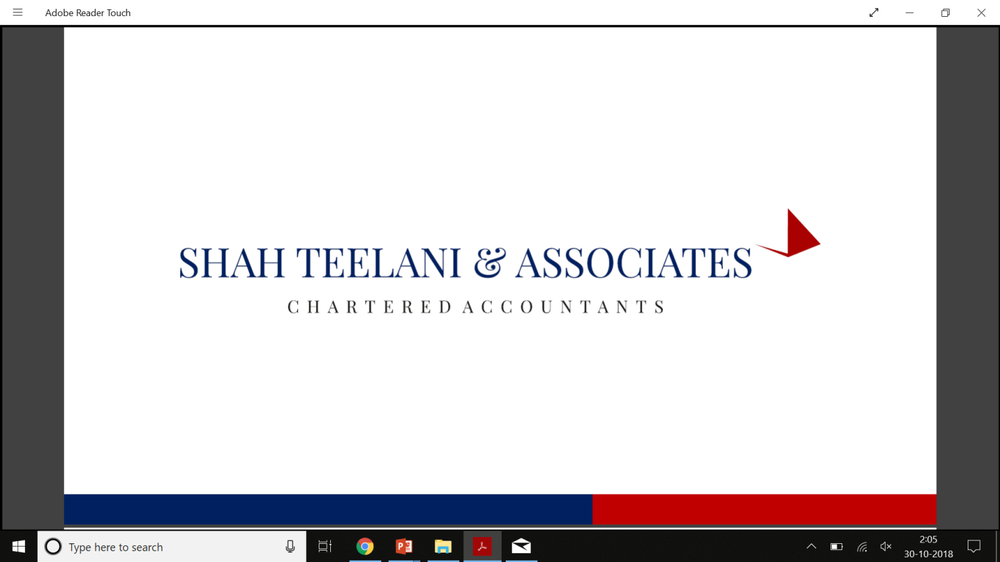 Adobe Reader Touch
SHAH TEELANI & ASSOCIATES
CHARTERED ACCOUNTANTS
Type here to search
2:05
30-10-2018